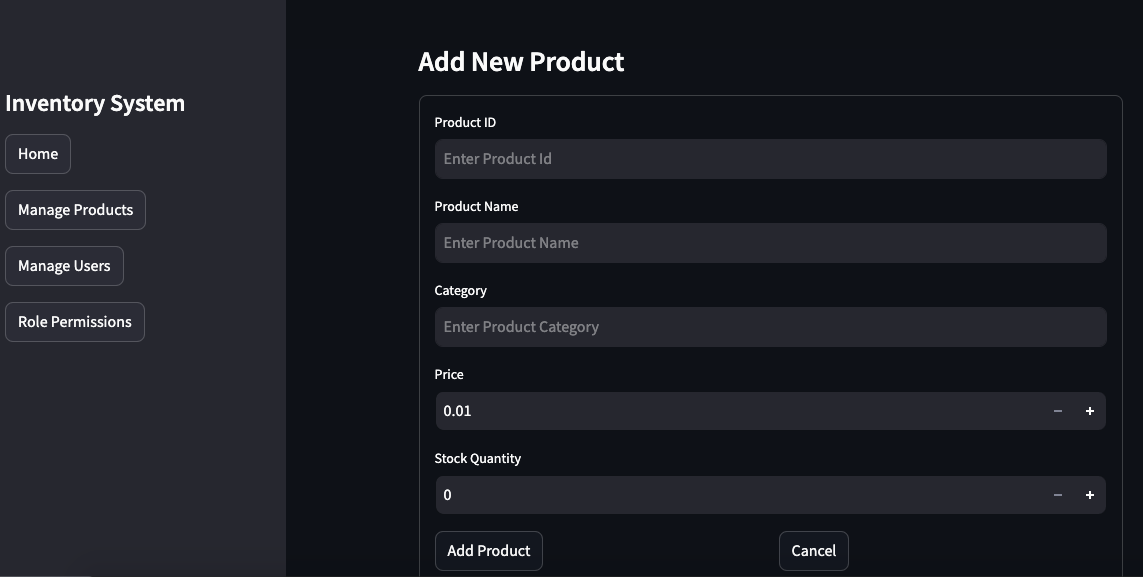 Inventory System
Home
Manage Products
Manage Users
Role Permissions
Add New Product
Product ID
Enter Product Id
Product Name
Enter Product Name
Category
Enter Product Category
Price
0.01
− +
Stock Quantity
0
− +
Add Product
Cancel